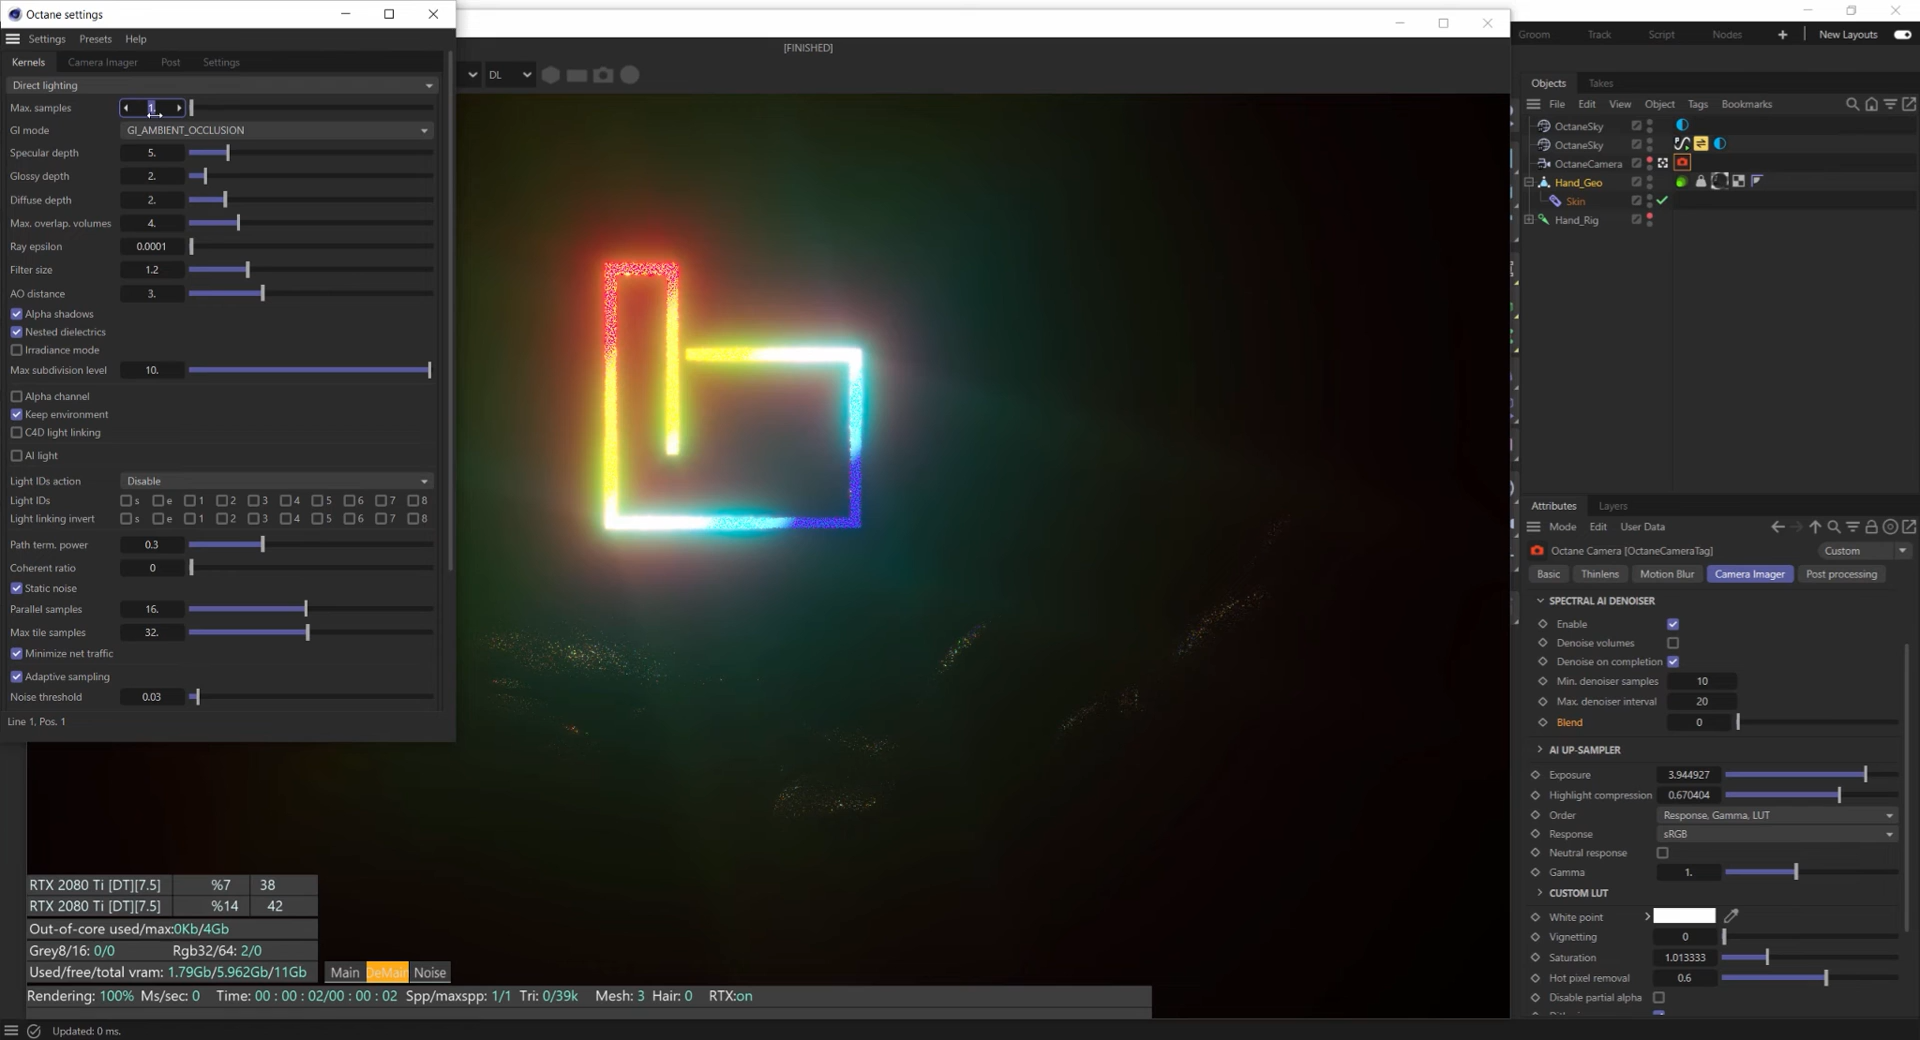 Octane settings
Settings Presets Help
Kernels Camera Imager Post Settings
Direct lighting
Max. samples 1.
GI mode GI_AMBIENT_OCCLUSION
Specular depth 5.
Glossy depth 2.
Diffuse depth 2.
Max. overlap. volumes 4.
Ray epsilon 0.0001
Filter size 1.2
AO distance 3.
Alpha shadows
Nested dielectrics
Irradiance mode
Max subdivision level 10.
Alpha channel
Keep environment
C4D light linking
AI light
Light IDs action Disable
Light IDs s e 1 2 3 4 5 6 7 8
Light linking invert s e 1 2 3 4 5 6 7 8
Path term. power 0.3
Coherent ratio 0
Static noise
Parallel samples 16.
Max tile samples 32.
Minimize net traffic
Adaptive sampling
Noise threshold 0.03
Line 1, Pos. 1
[FINISHED]
DL
RTX 2080 Ti [DT][7.5] %7 38
RTX 2080 Ti [DT][7.5] %14 42
Out-of-core used/max:0Kb/4Gb
Grey8/16: 0/0 Rgb32/64: 2/0
Used/free/total vram: 1.79Gb/5.962Gb/11Gb
Main DeMain Noise
Rendering: 100% Ms/sec: 0 Time: 00 : 00 : 02/00 : 00 : 02 Spp/maxspp: 1/1 Tri: 0/39k Mesh: 3 Hair: 0 RTX:on
Updated: 0 ms.
Groom Track Script Nodes + New Layouts
Objects Takes
File Edit View Object Tags Bookmarks
OctaneSky
OctaneSky
OctaneCamera
Hand_Geo
Skin
Hand_Rig
Attributes Layers
Mode Edit User Data
Octane Camera [OctaneCameraTag] Custom
Basic Thinlens Motion Blur Camera Imager Post processing
SPECTRAL AI DENOISER
Enable
Denoise volumes
Denoise on completion
Min. denoiser samples 10
Max. denoiser interval 20
Blend 0
AI UP-SAMPLER
Exposure 3.944927
Highlight compression 0.670404
Order Response, Gamma, LUT
Response sRGB
Neutral response
Gamma 1.
CUSTOM LUT
White point
Vignetting 0
Saturation 1.013333
Hot pixel removal 0.6
Disable partial alpha